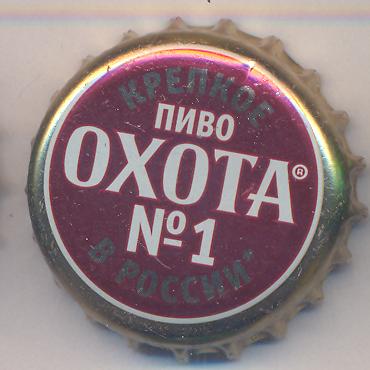 КРЕПКОЕ
ПИВО
ОХОТА®
№1
В РОССИИ*